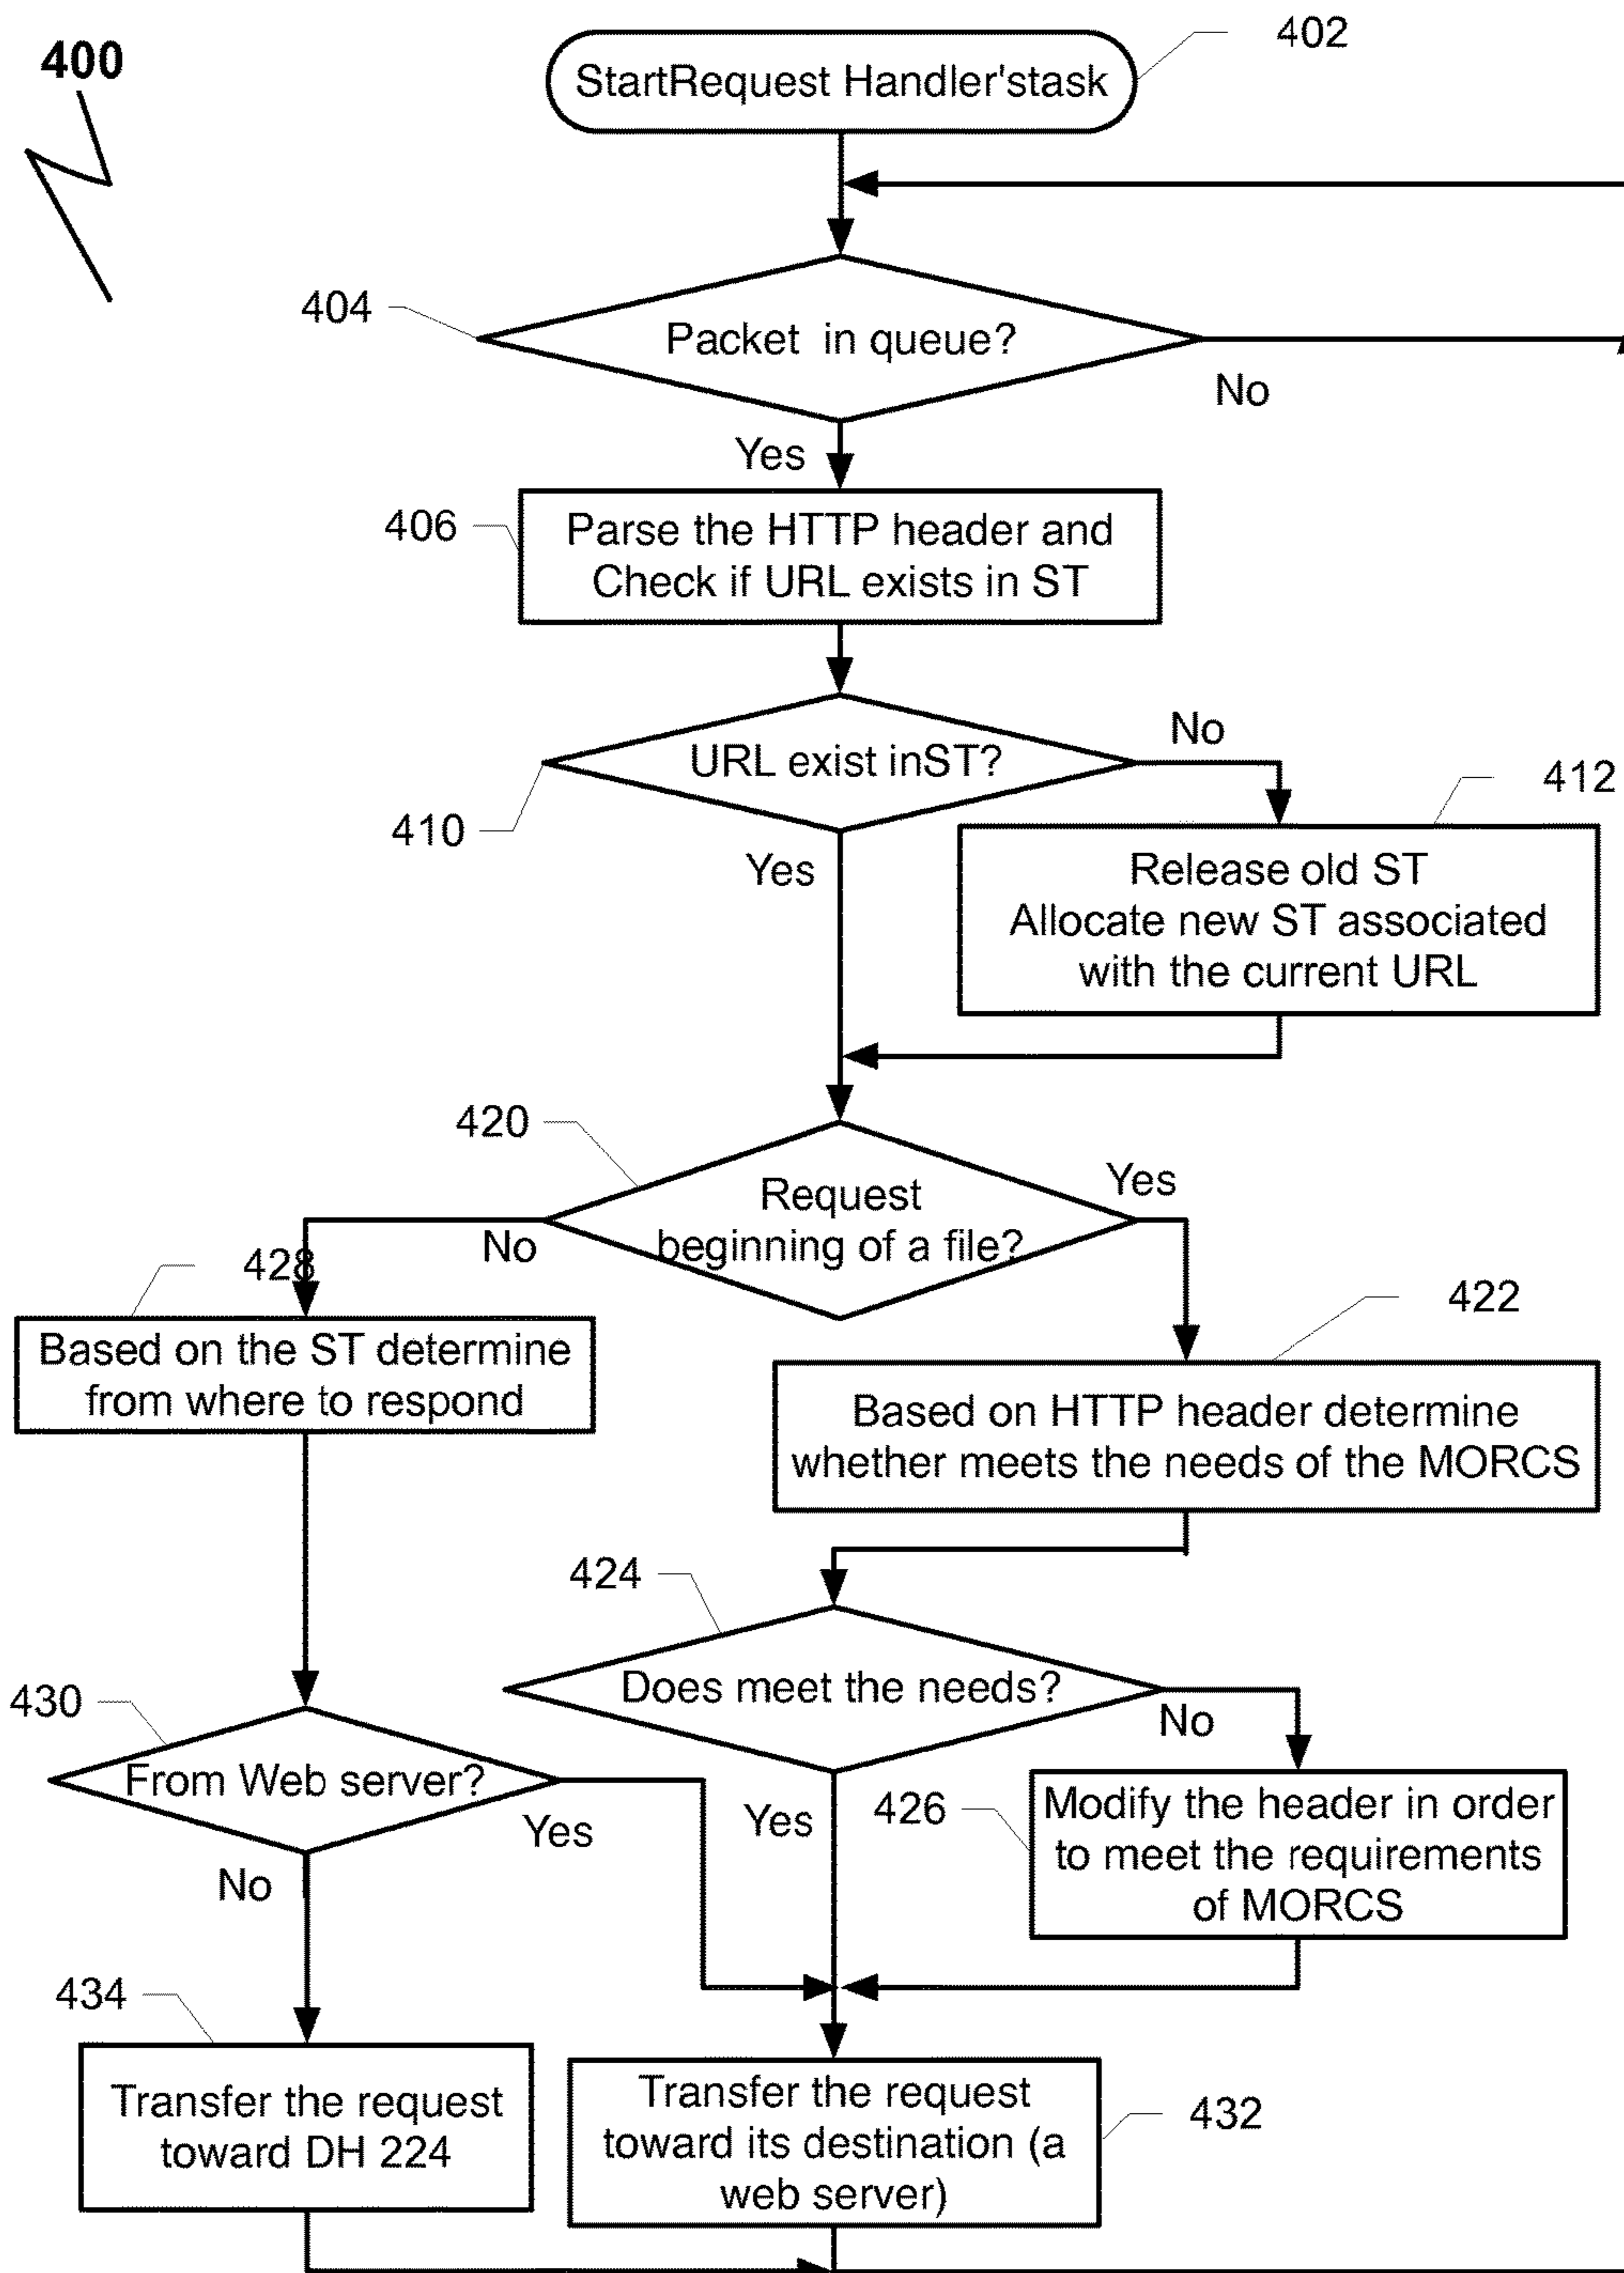 400
StartRequest Handler'stask
402
404
Packet in queue?
No
Yes
406
Parse the HTTP header and
Check if URL exists in ST
No
URL exist inST?
410
412
Yes
Release old ST
Allocate new ST associated
with the current URL
420
Yes
Request
beginning of a file?
No
428
422
Based on the ST determine
from where to respond
Based on HTTP header determine
whether meets the needs of the MORCS
424
Does meet the needs?
No
430
From Web server?
Yes
Yes
426
Modify the header in order
to meet the requirements
of MORCS
No
434
Transfer the request
toward DH 224
Transfer the request
toward its destination (a
web server)
432